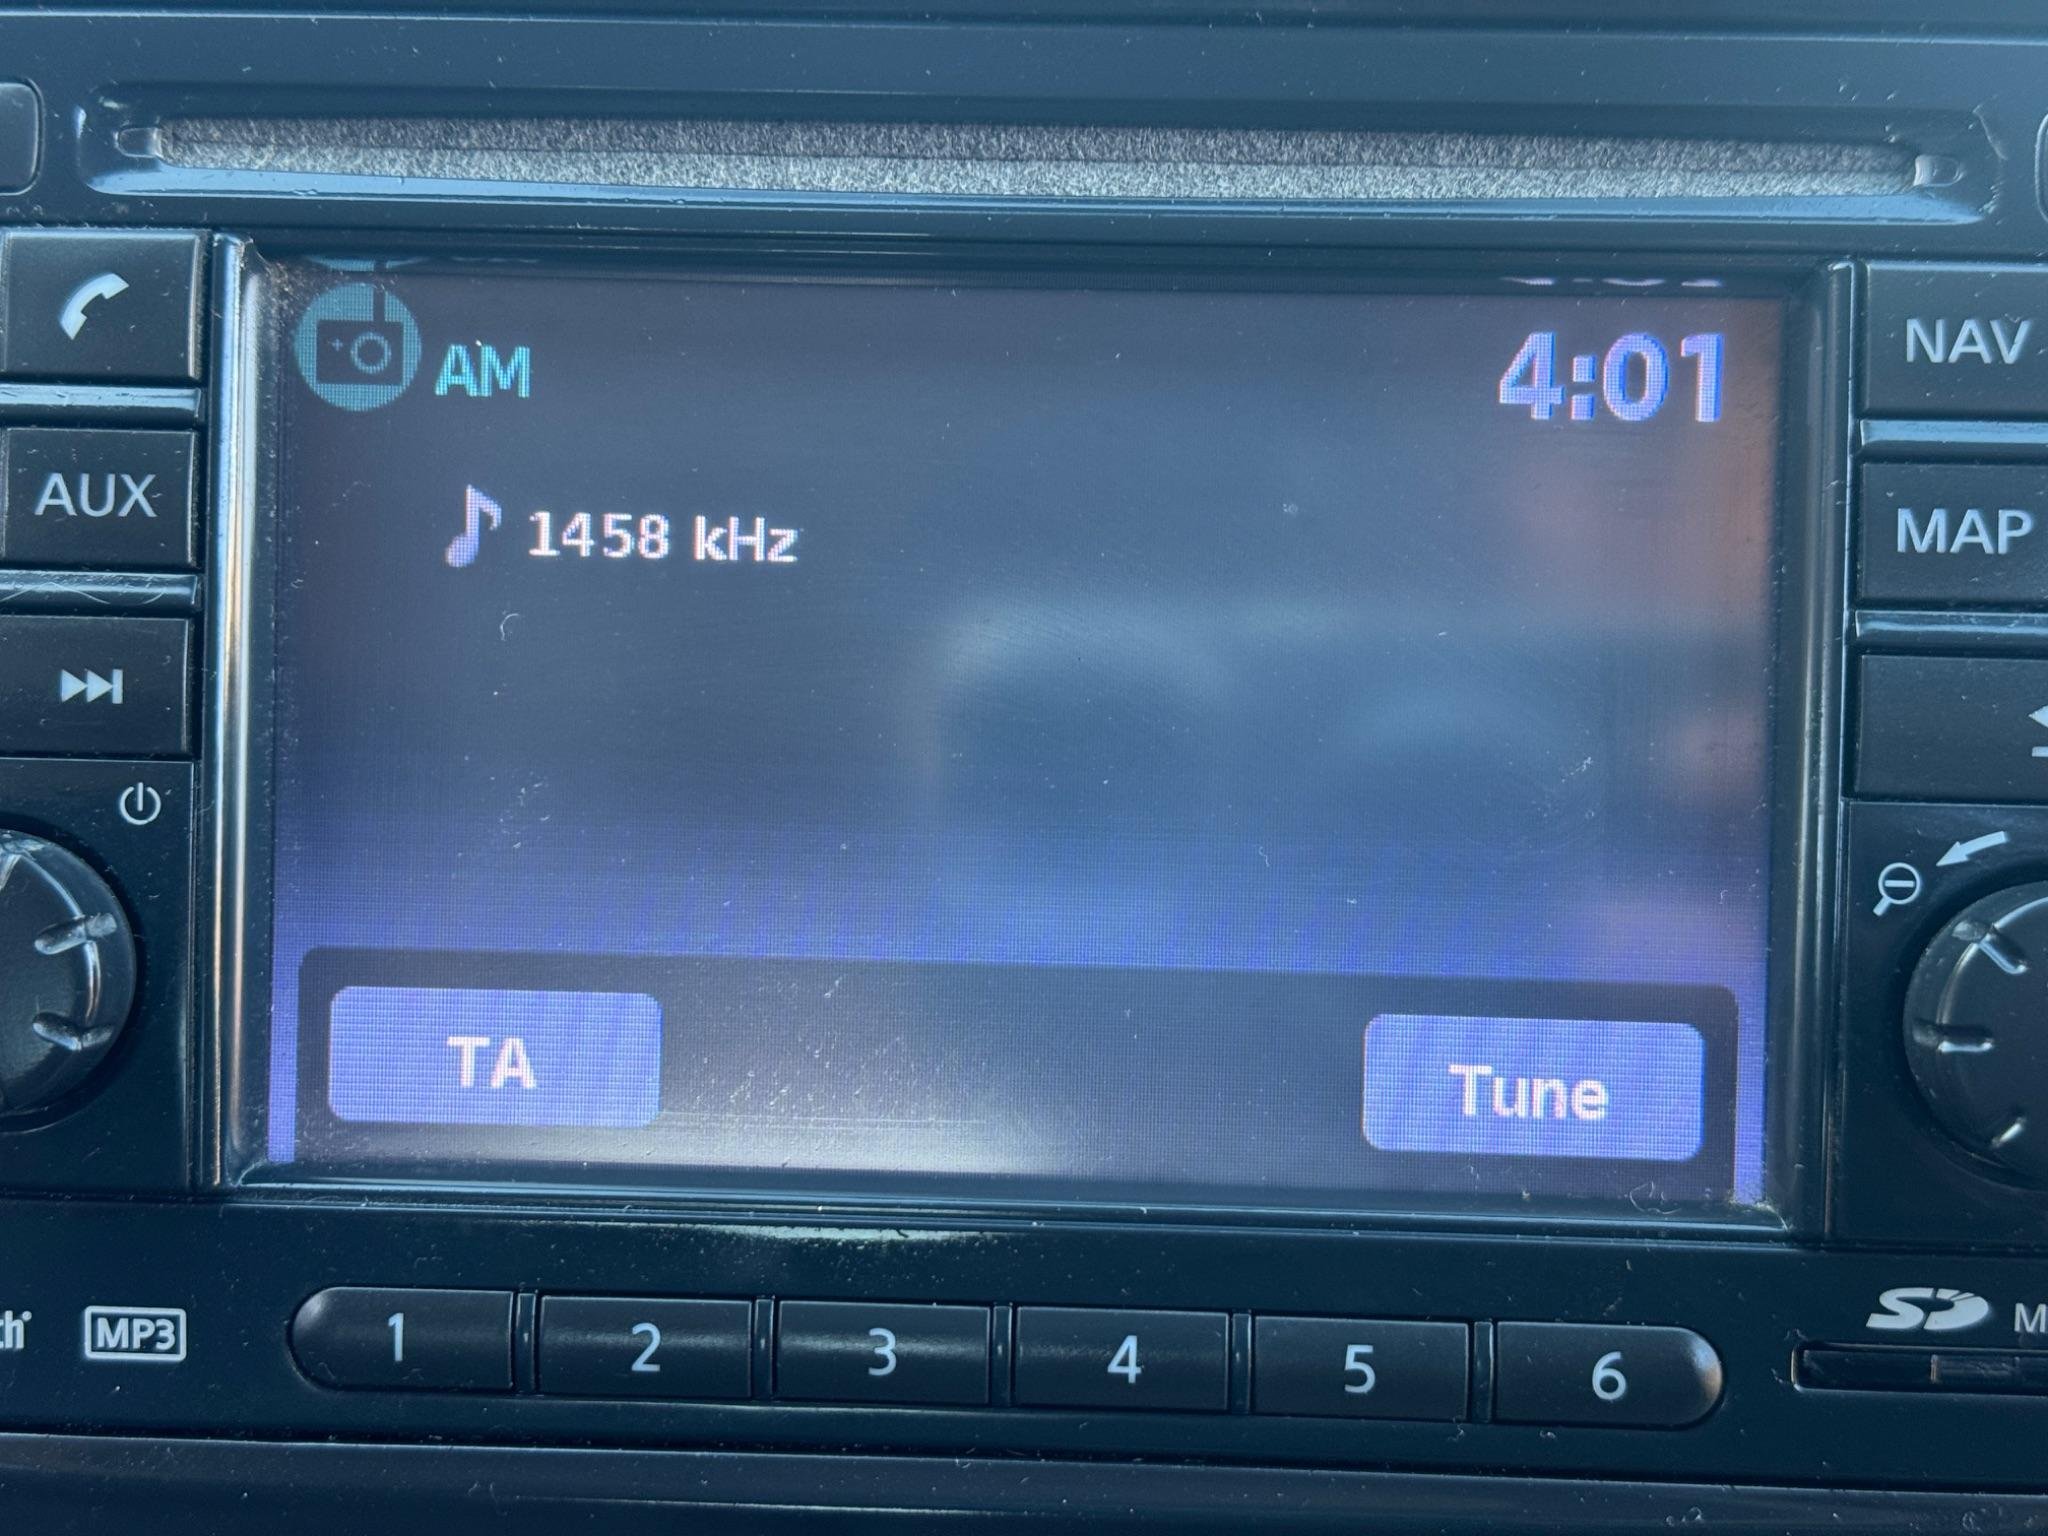 AM
4:01
1458 kHz
TA
Tune
AUX
NAV
MAP
MP3
1
2
3
4
5
6
SD